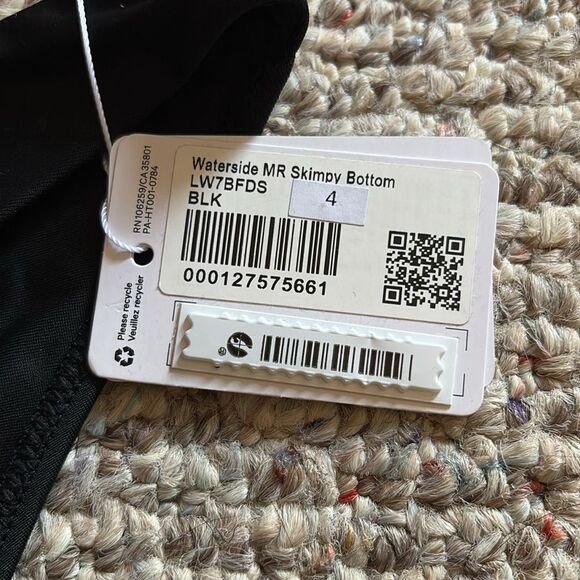 Waterside MR Skimpy Bottom
LW7BFDS
4
BLK
000127575661
RN106259/CA35801
PA-HT001-0784
Please recycle
Veuillez recycler
®